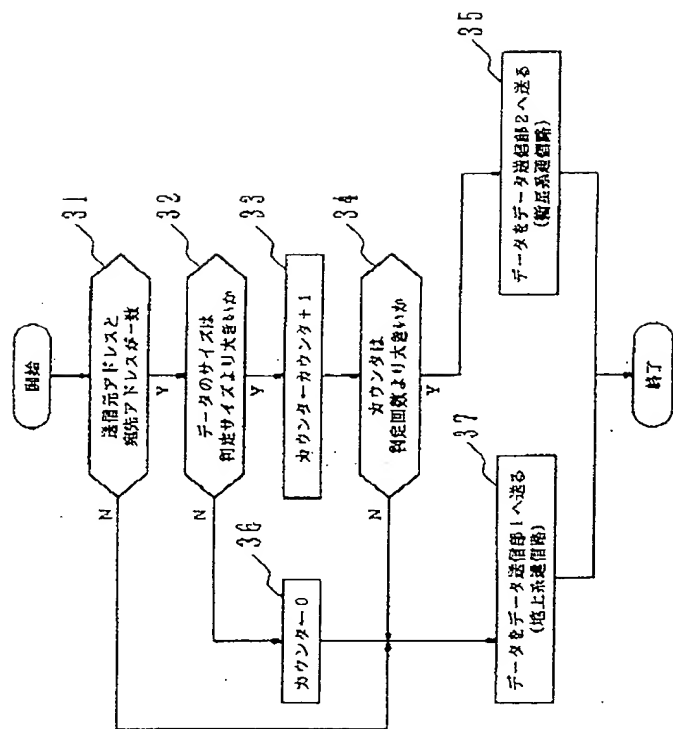 開始
31
送信元アドレスと
宛先アドレスが一致
N
Y
32
データのサイズは
判定サイズより大きいか
N
Y
33
カウンターカウンタ+1
36
カウンター0
34
カウンタは
判定回数より大きいか
N
Y
35
データをデータ送信部2へ送る
(衛星系通信路)
37
データをデータ送信部1へ送る
(地上系通信路)
終了